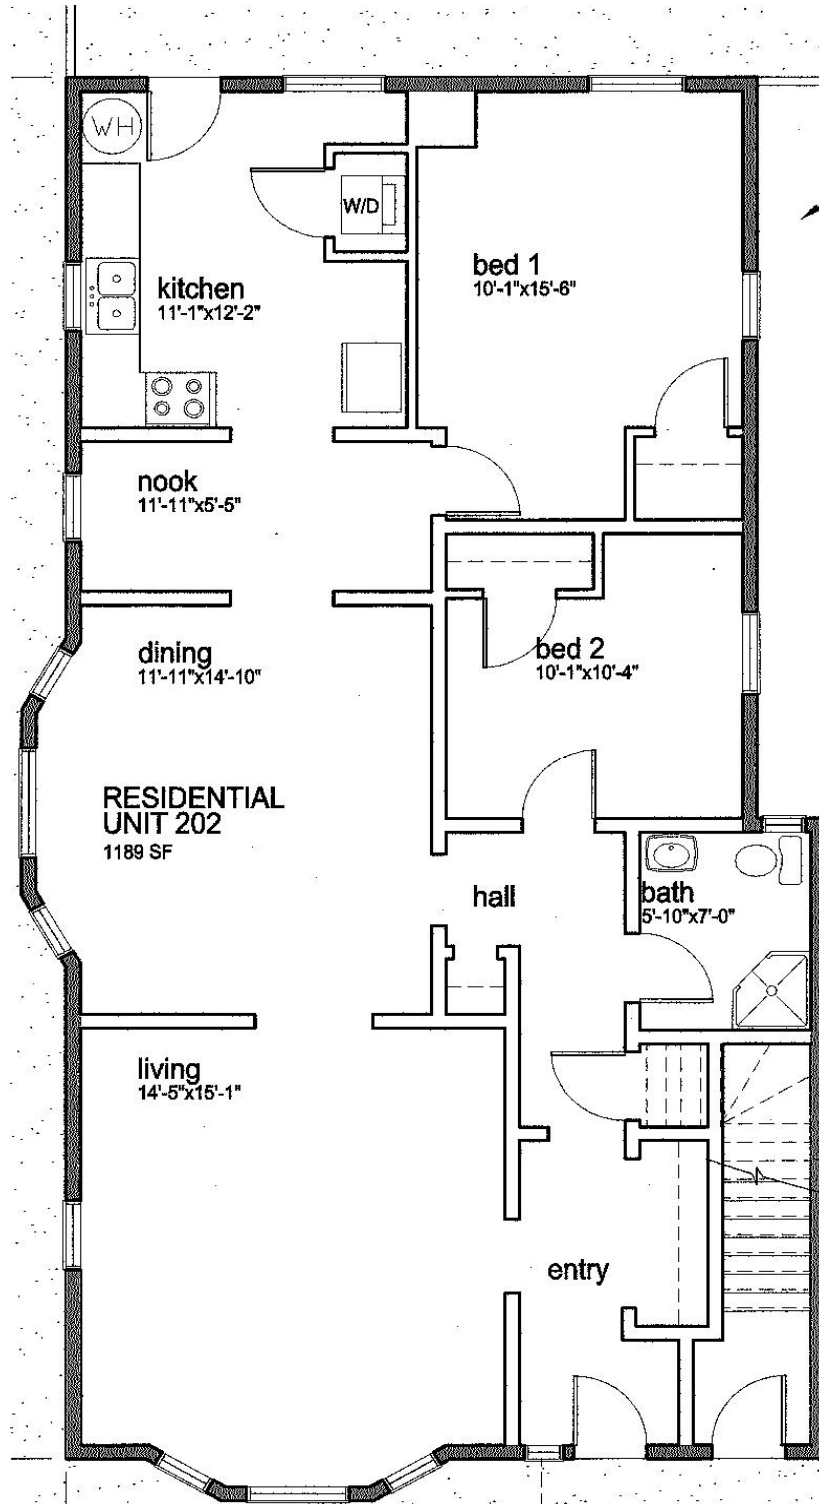 WH
W/D
kitchen
11'-1"x12'-2"
bed 1
10'-1"x15'-6"
nook
11'-11"x5'-5"
dining
11'-11"x14'-10"
bed 2
10'-1"x10'-4"
RESIDENTIAL
UNIT 202
1189 SF
hall
bath
5'-10"x7'-0"
living
14'-5"x15'-1"
entry